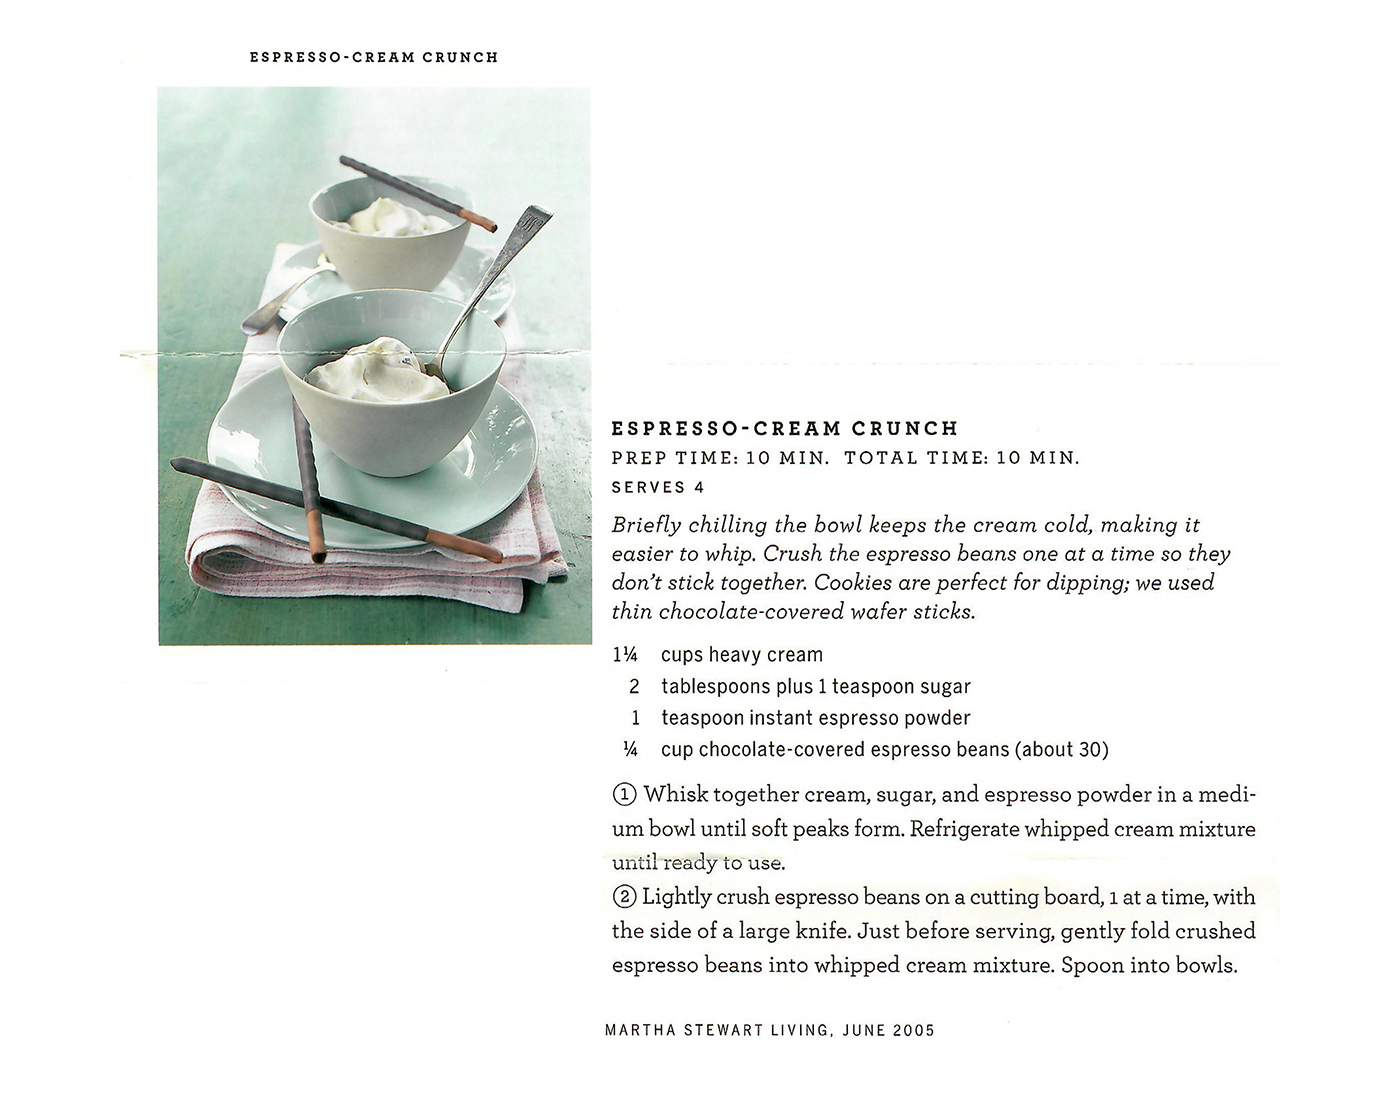 ESPRESSO-CREAM CRUNCH
ESPRESSO-CREAM CRUNCH
PREP TIME: 10 MIN. TOTAL TIME: 10 MIN.
SERVES 4
Briefly chilling the bowl keeps the cream cold, making it
easier to whip. Crush the espresso beans one at a time so they
don't stick together. Cookies are perfect for dipping; we used
thin chocolate-covered wafer sticks.
1¼ cups heavy cream
2 tablespoons plus 1 teaspoon sugar
1 teaspoon instant espresso powder
¼ cup chocolate-covered espresso beans (about 30)
① Whisk together cream, sugar, and espresso powder in a medi-
um bowl until soft peaks form. Refrigerate whipped cream mixture
until ready to use.
② Lightly crush espresso beans on a cutting board, 1 at a time, with
the side of a large knife. Just before serving, gently fold crushed
espresso beans into whipped cream mixture. Spoon into bowls.
MARTHA STEWART LIVING, JUNE 2005